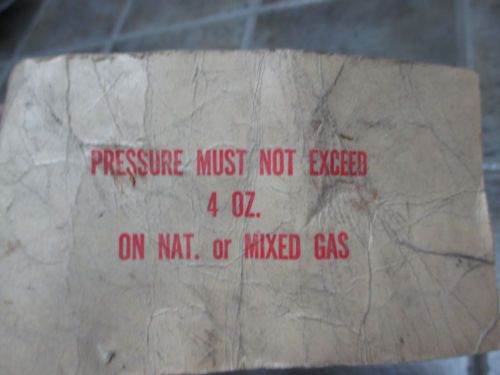 PRESSURE MUST NOT EXCEED
4 OZ.
ON NAT. or MIXED GAS